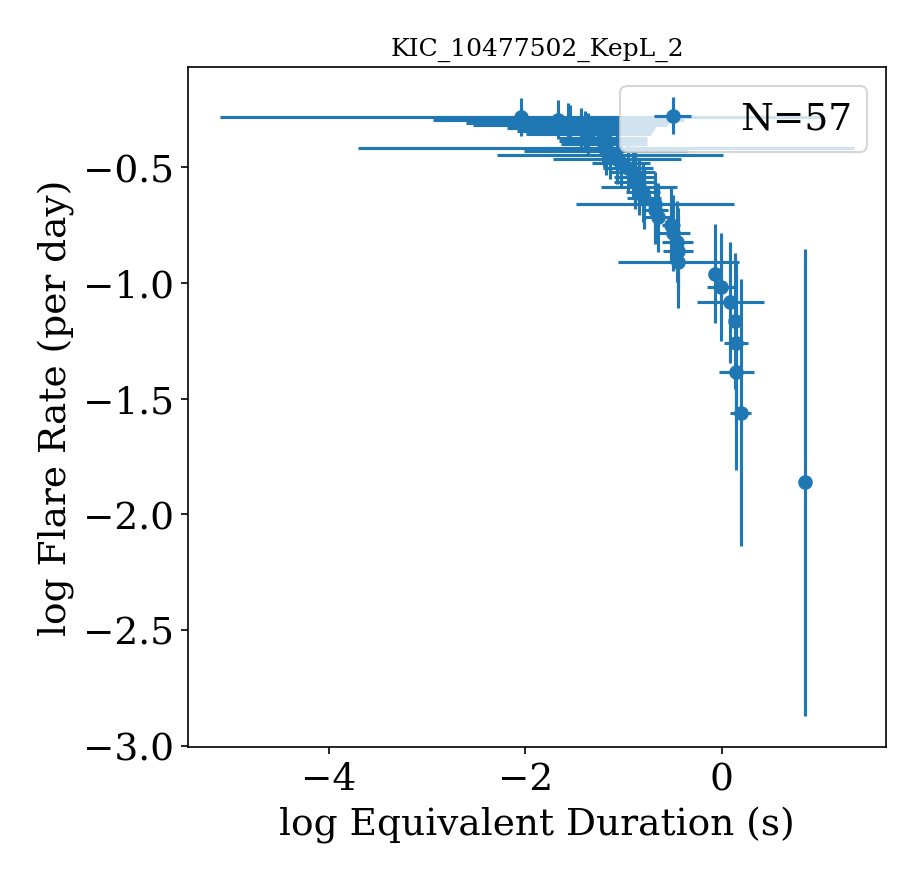 KIC_10477502_KepL_2
N=57
−0.5
−1.0
−1.5
−2.0
−2.5
−3.0
log Flare Rate (per day)
−4
−2
0
log Equivalent Duration (s)